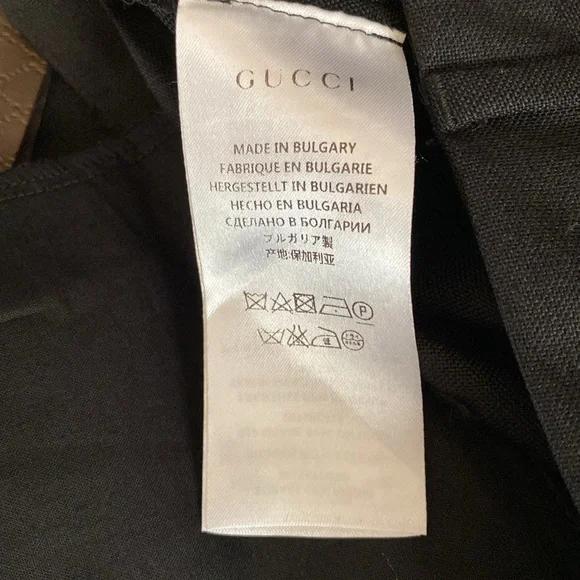 GUCCI
MADE IN BULGARY
FABRIQUE EN BULGARIE
HERGESTELLT IN BULGARIEN
HECHO EN BULGARIA
СДЕЛАНО В БОЛГАРИИ
ブルガリア製
产地:保加利亚
P